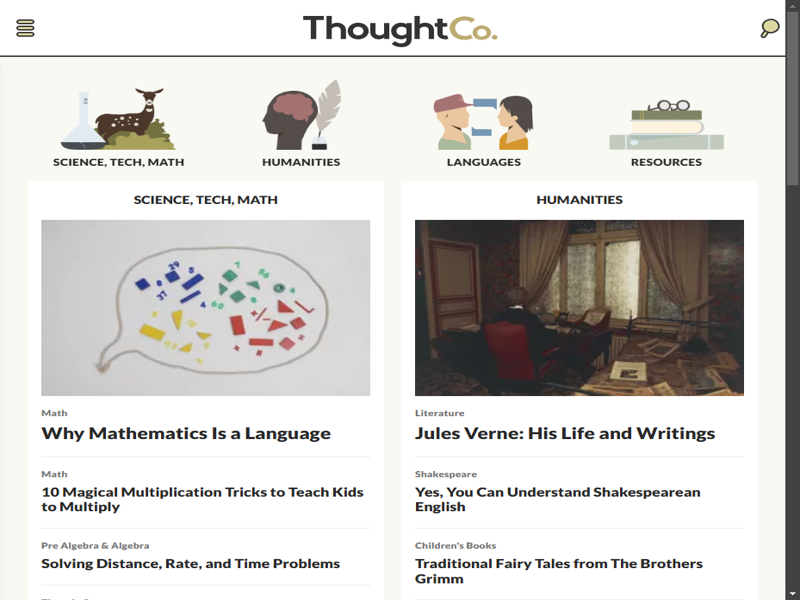 ThoughtCo.
SCIENCE, TECH, MATH
HUMANITIES
LANGUAGES
RESOURCES
SCIENCE, TECH, MATH
Math
Why Mathematics Is a Language
Math
10 Magical Multiplication Tricks to Teach Kids
to Multiply
Pre Algebra & Algebra
Solving Distance, Rate, and Time Problems
HUMANITIES
Literature
Jules Verne: His Life and Writings
Shakespeare
Yes, You Can Understand Shakespearean
English
Children's Books
Traditional Fairy Tales from The Brothers
Grimm